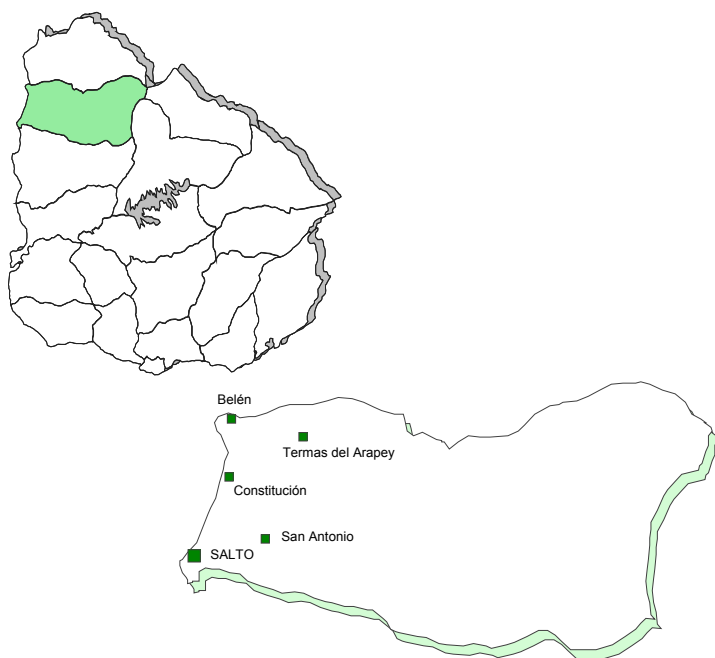 Belén
Termas del Arapey
Constitución
San Antonio
SALTO